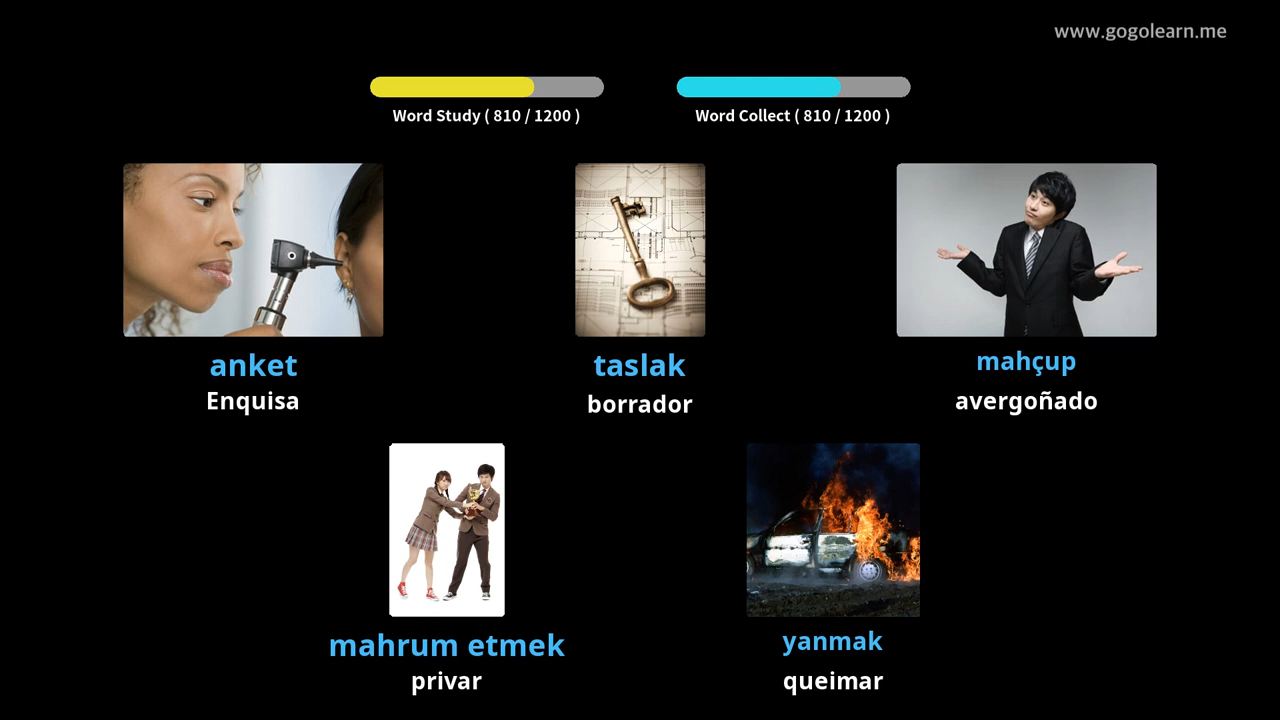 www.gogolearn.me
Word Study ( 810 / 1200 )
Word Collect ( 810 / 1200 )
anket
Enquisa
taslak
borrador
mahçup
avergoñado
mahrum etmek
privar
yanmak
queimar